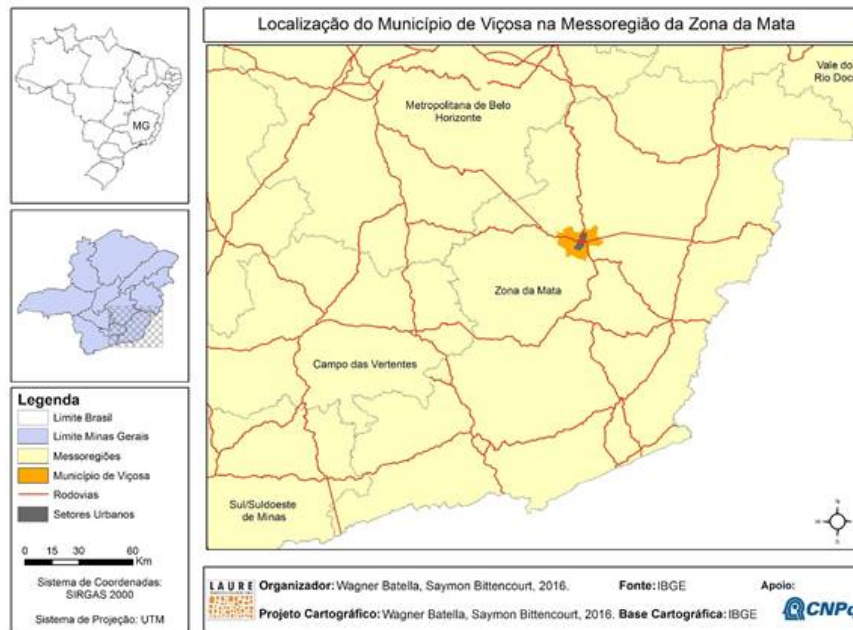 Localização do Município de Viçosa na Messoregião da Zona da Mata
MG
Metropolitana de Belo
Horizonte
Vale do
Rio Doce
Zona da Mata
Campo das Vertentes
Sul/Sudoeste
de Minas
Legenda
Limite Brasil
Limite Minas Gerais
Messoregiões
Município de Viçosa
Rodovias
Setores Urbanos
0 15 30 60
Km
Sistema de Coordenadas:
SIRGAS 2000
Sistema de Projeção: UTM
N
S
LAURE
Organizador: Wagner Batella, Saymon Bittencourt, 2016. Fonte: IBGE Apoio:
Projeto Cartográfico: Wagner Batella, Saymon Bittencourt, 2016. Base Cartográfica: IBGE
CNPq